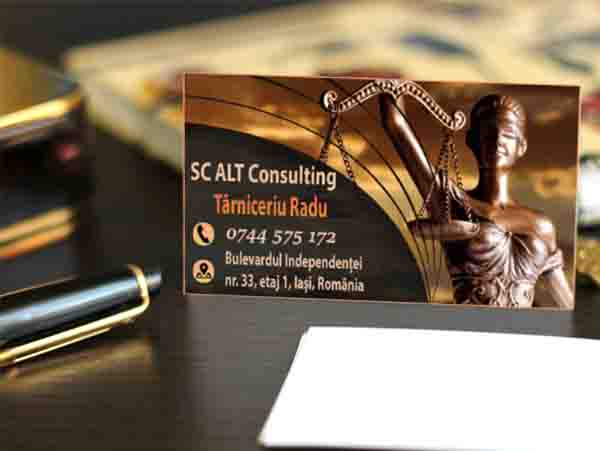 SC ALT Consulting
Tărniceriu Radu
0744 575 172
Bulevardul Independenței
nr. 33, etaj 1, Iași, România